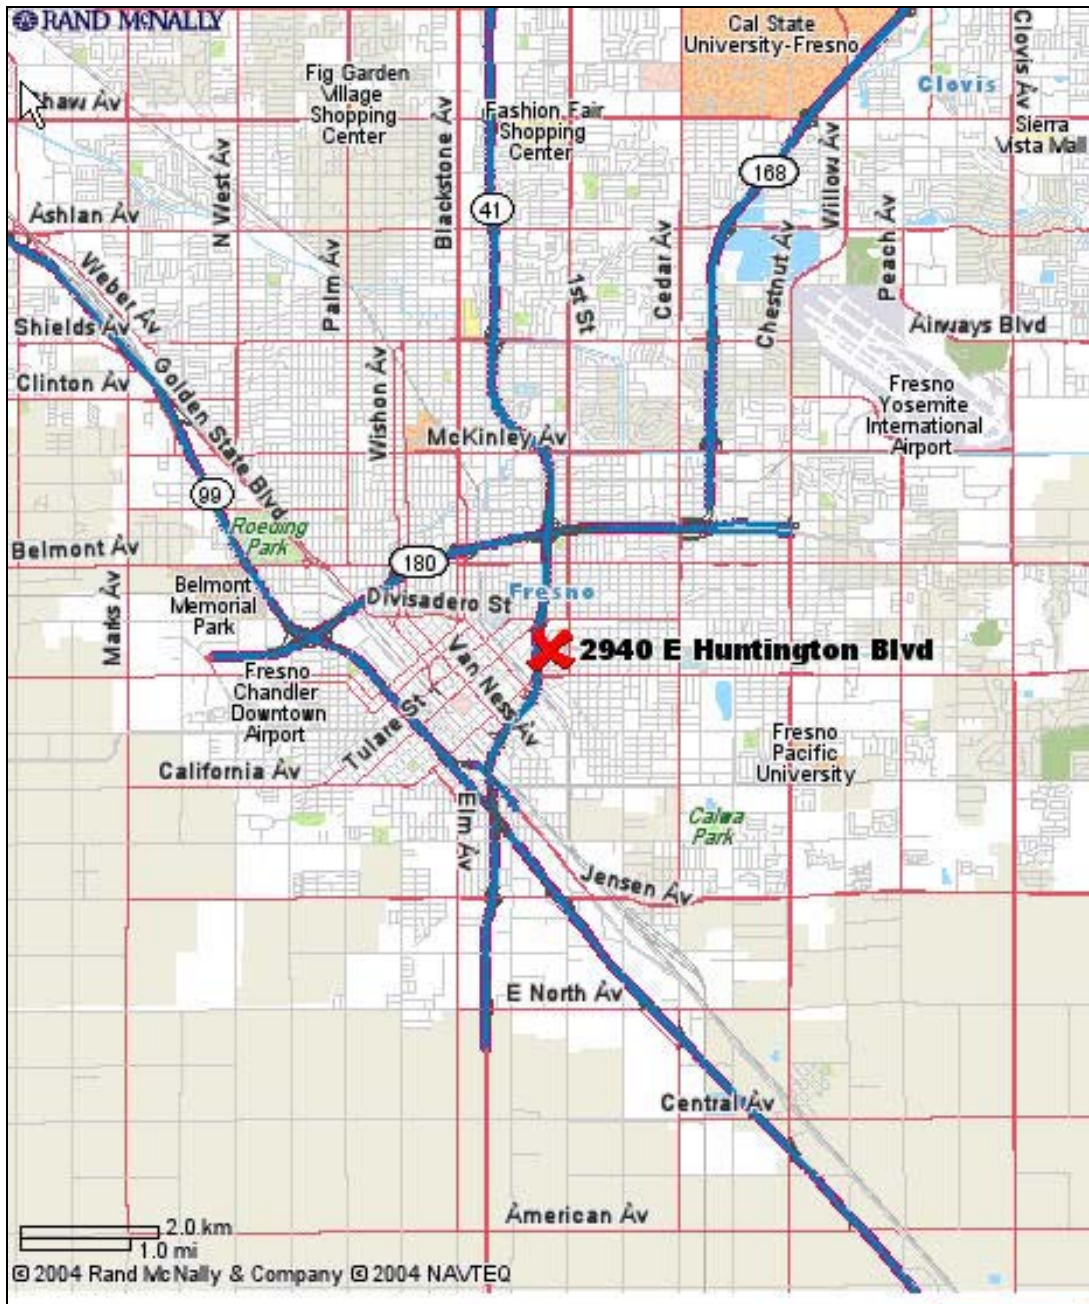 RAND McNALLY
Cal State
University-Fresno
Clovis Av
Fig Garden
Village
Shopping
Center
Blackstone Av
Fashion Fair
Shopping
Center
Clovis
Shaw Av
Sierra
Vista Mall
N West Av
168
Willow Av
41
Ashlan Av
Peach Av
Cedar Av
Chestnut Av
Palm Av
1st St
Weber Av
Shields Av
Airways Blvd
Golden State Blvd
Wishon Av
Clinton Av
Fresno
Yosemite
International
Airport
McKinley Av
99
Roeding
Park
Belmont Av
180
Marks Av
Belmont
Memorial
Park
Divisadero St
Fresno
2940 E Huntington Blvd
Van Ness Av
Fresno
Chandler
Downtown
Airport
Tulare St
Fresno
Pacific
University
California Av
Elm Av
Calwa
Park
Jensen Av
E North Av
Central Av
American Av
2.0 km
1.0 mi
© 2004 Rand McNally & Company © 2004 NAVTEQ